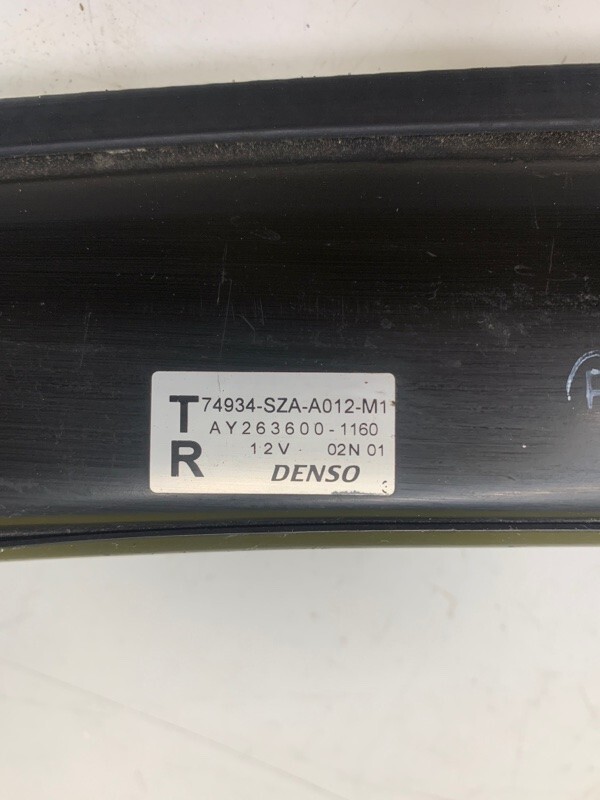 T 74934-SZA-A012-M1
AY263600-1160
R 12V 02N 01
DENSO